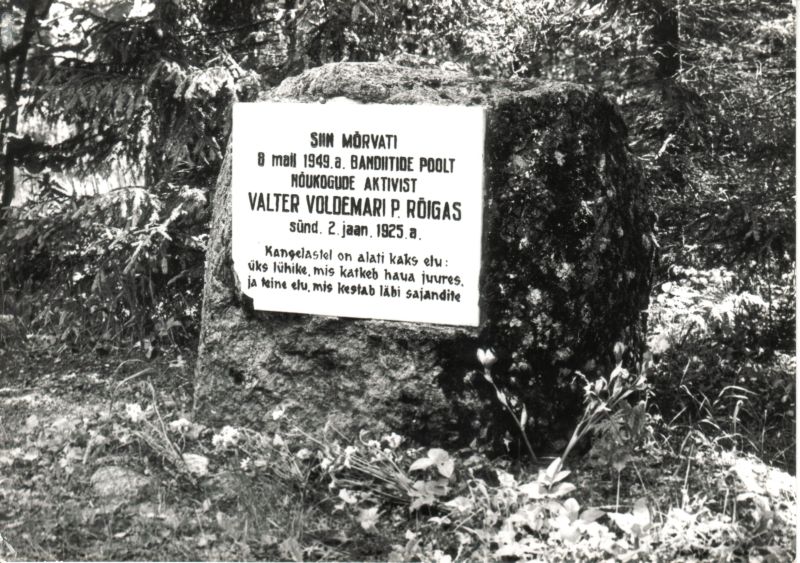 SIIN MÕRVATI
8 mail 1949.a. BANDIITIDE POOLT
NÕUKOGUDE AKTIVIST
VALTER VOLDEMARI P. RÕIGAS
sünd. 2. jaan. 1925. a.
Kangelastel on alati kaks elu:
üks lühike, mis katkeb haua juures,
ja teine elu, mis kestab läbi sajandite